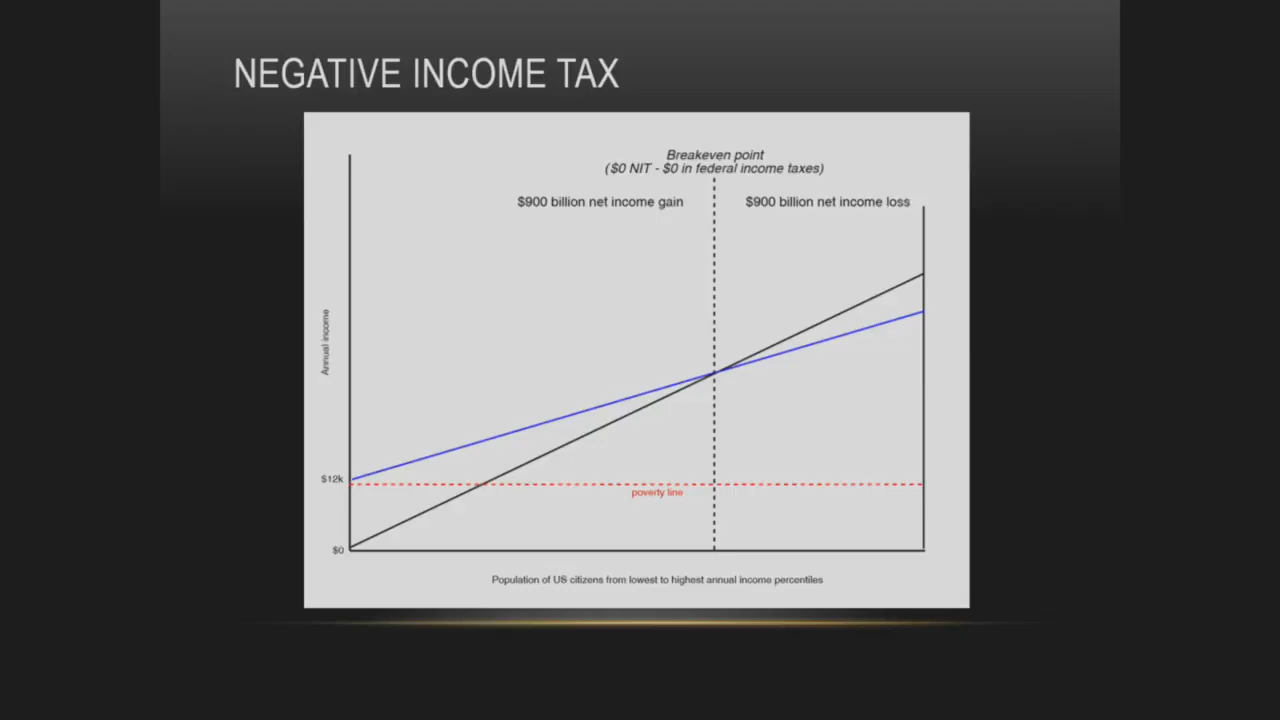 NEGATIVE INCOME TAX
Breakeven point
($0 NIT - $0 in federal income taxes)
$900 billion net income gain
$900 billion net income loss
Annual income
$12k
poverty line
$0
Population of US citizens from lowest to highest annual income percentiles